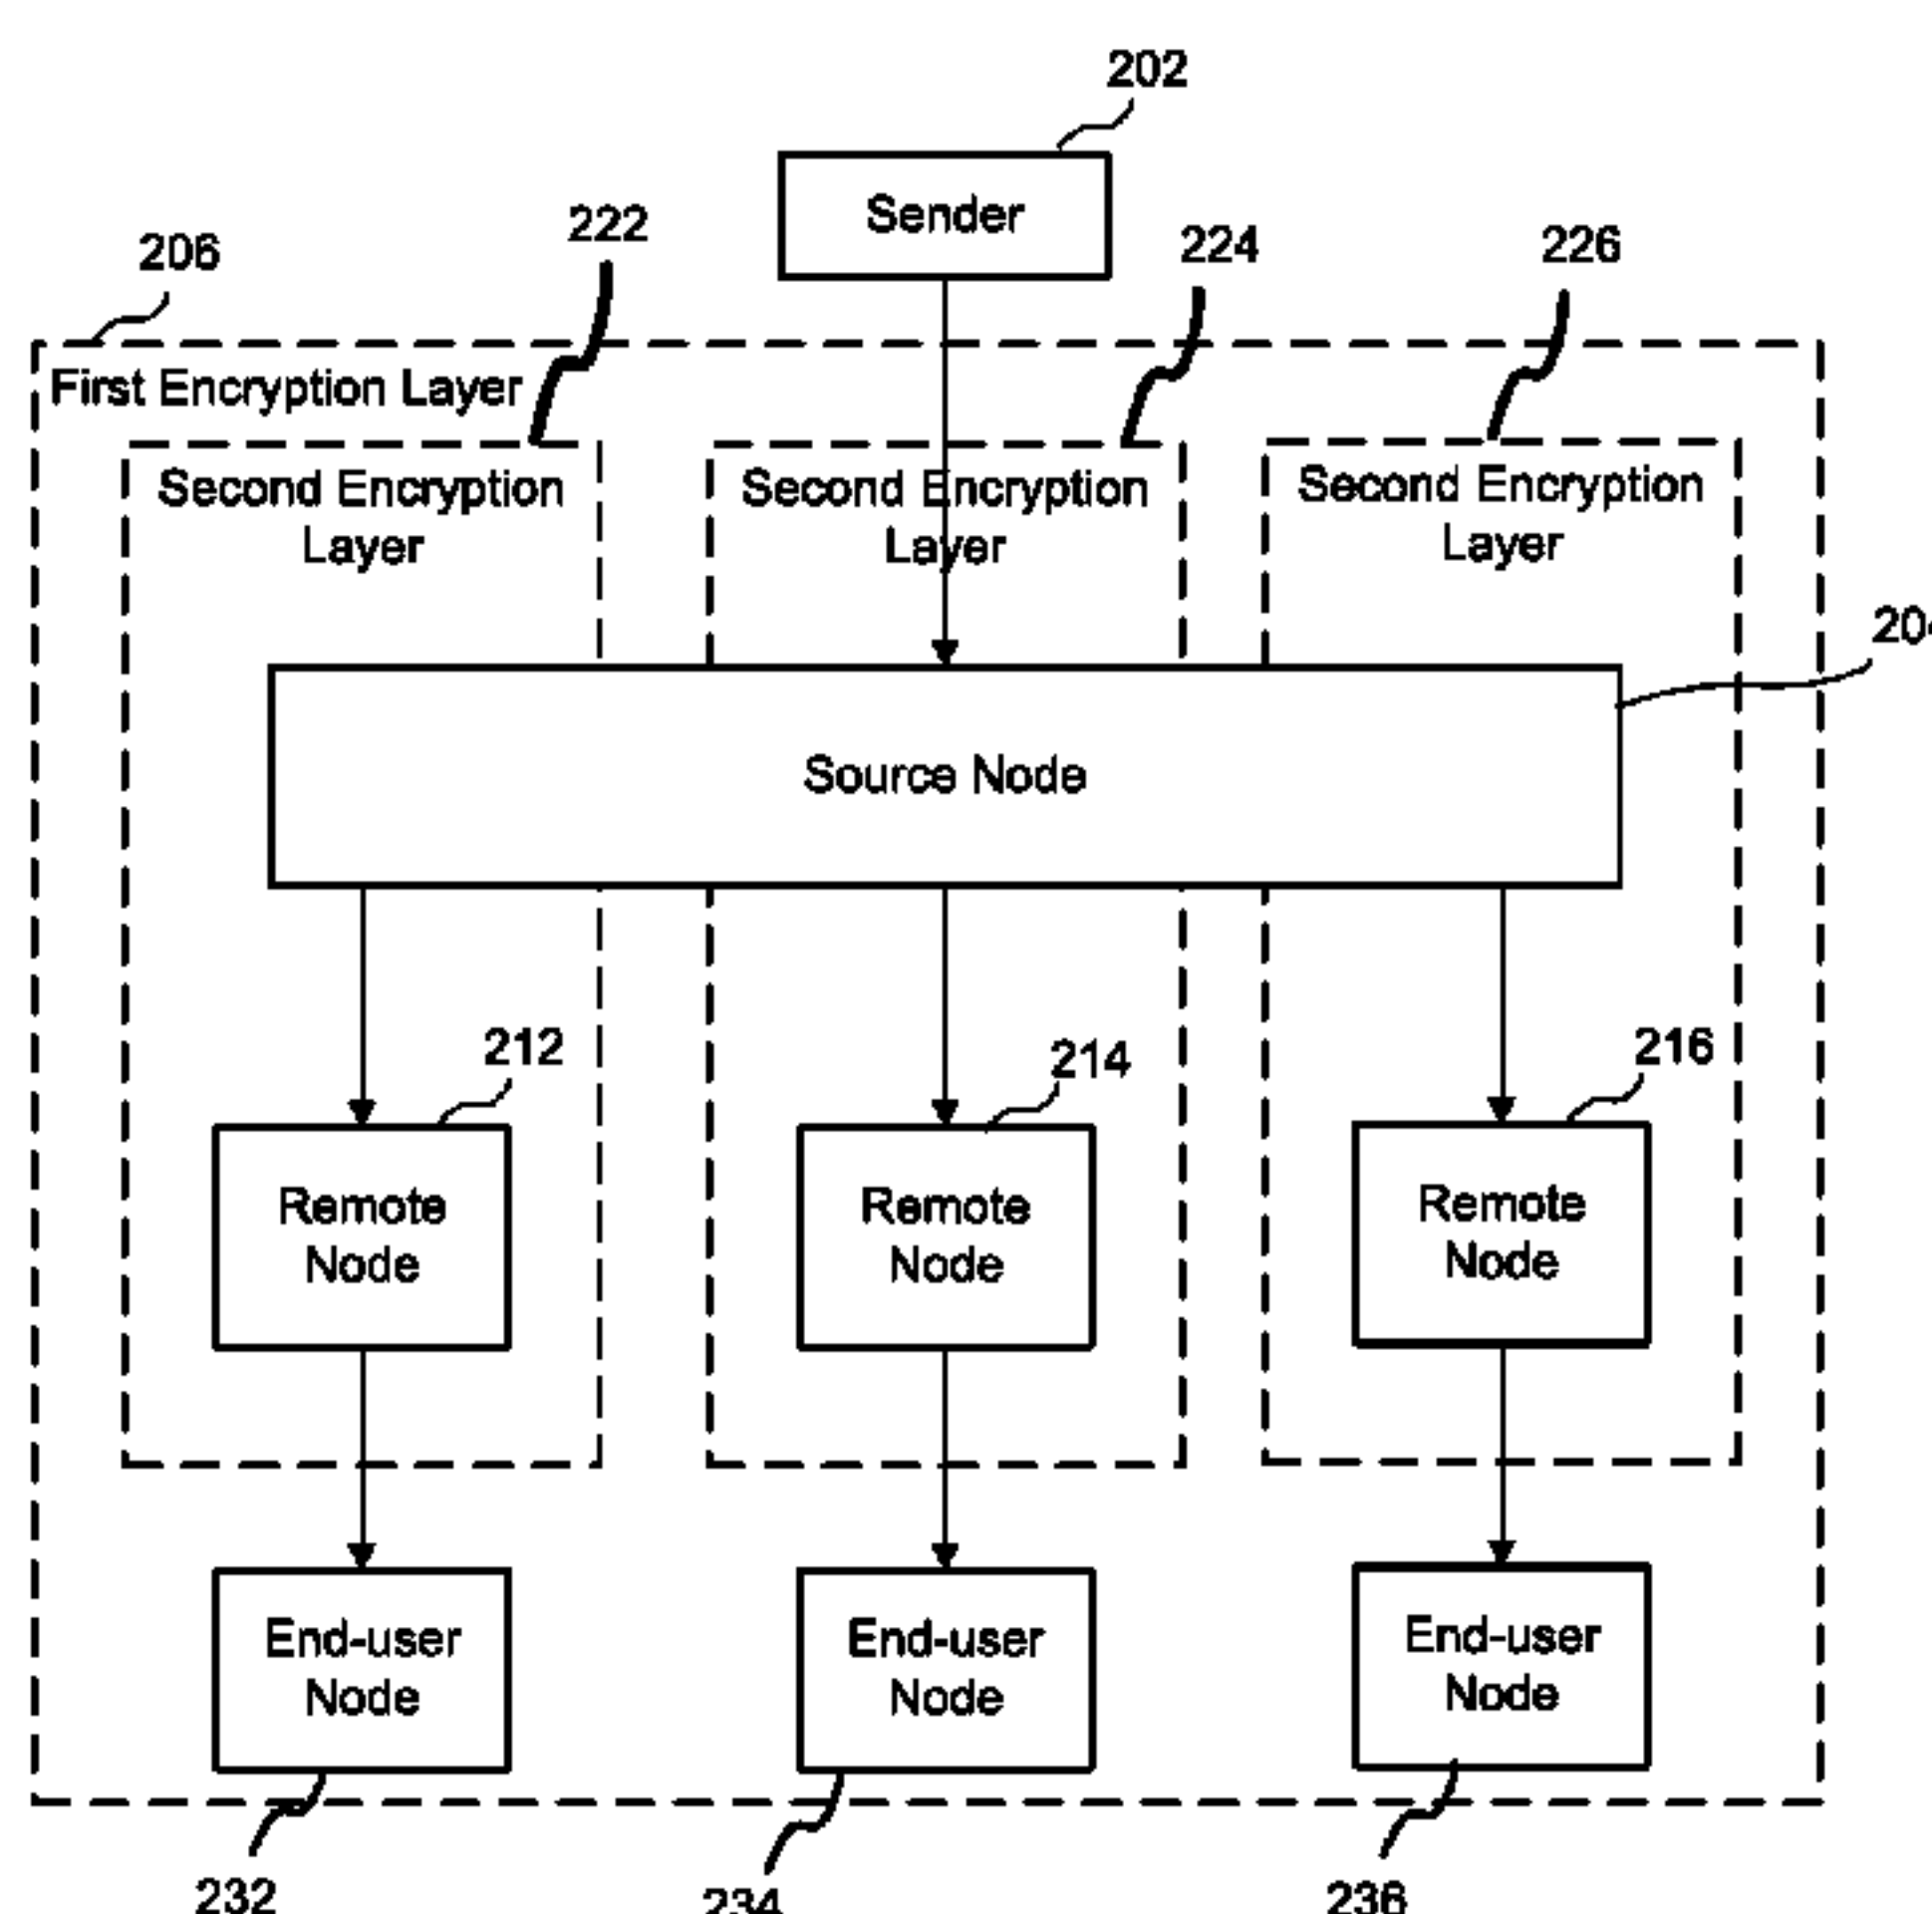 202
Sender
222
224
226
206
First Encryption Layer
Second Encryption
Layer
Second Encryption
Layer
Second Encryption
Layer
Source Node
212
214
216
Remote
Node
Remote
Node
Remote
Node
End-user
Node
End-user
Node
End-user
Node
232
234
236